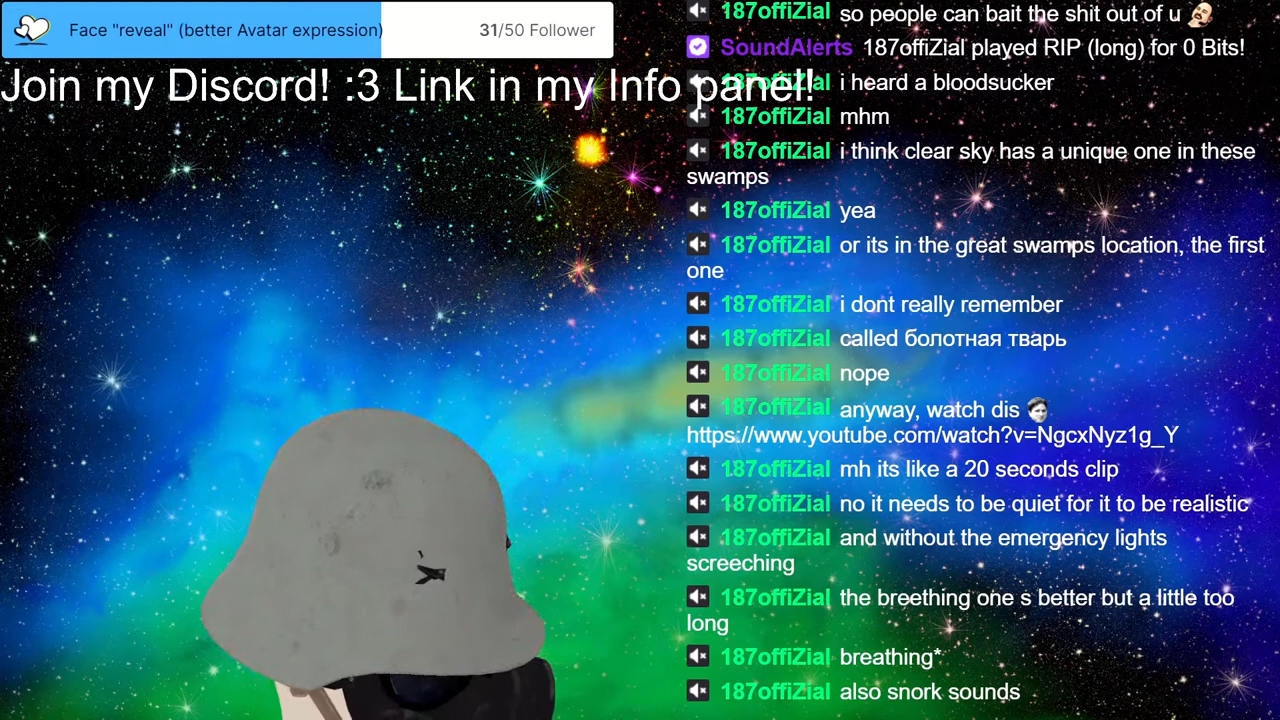 Face "reveal" (better Avatar expression) 31/50 Follower
Join my Discord! :3 Link in my Info panel!
187offiZial so people can bait the shit out of u
SoundAlerts 187offiZial played RIP (long) for 0 Bits!
187offiZial i heard a bloodsucker
187offiZial mhm
187offiZial i think clear sky has a unique one in these
swamps
187offiZial yea
187offiZial or its in the great swamps location, the first
one
187offiZial i dont really remember
187offiZial called болотная тварь
187offiZial nope
187offiZial anyway, watch dis
https://www.youtube.com/watch?v=NgcxNyz1g_Y
187offiZial mh its like a 20 seconds clip
187offiZial no it needs to be quiet for it to be realistic
187offiZial and without the emergency lights
screeching
187offiZial the breething one s better but a little too
long
187offiZial breathing*
187offiZial also snork sounds